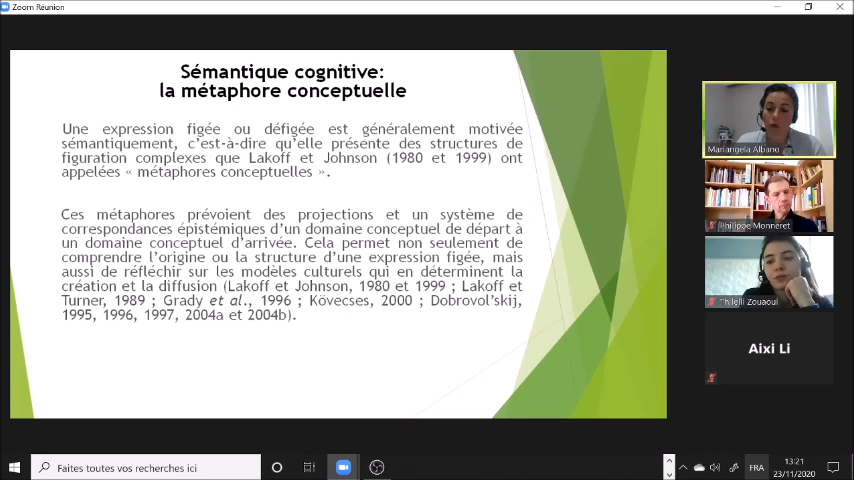 Zoom Réunion
Sémantique cognitive:
la métaphore conceptuelle
Une expression figée ou défigée est généralement motivée
sémantiquement, c'est-à-dire qu'elle présente des structures de
figuration complexes que Lakoff et Johnson (1980 et 1999) ont
appelées « métaphores conceptuelles ».
Ces métaphores prévoient des projections et un système de
correspondances épistémiques d'un domaine conceptuel de départ à
un domaine conceptuel d'arrivée. Cela permet non seulement de
comprendre l'origine ou la structure d'une expression figée, mais
aussi de réfléchir sur les modèles culturels qui en déterminent la
création et la diffusion (Lakoff et Johnson, 1980 et 1999 ; Lakoff et
Turner, 1989 ; Grady et al., 1996 ; Kövecses, 2000 ; Dobrovol'skij,
1995, 1996, 1997, 2004a et 2004b).
Mariangela Albano
Philippe Monneret
Thilelli Zouaoui
Aixi Li
Faites toutes vos recherches ici
FRA
13:21
23/11/2020